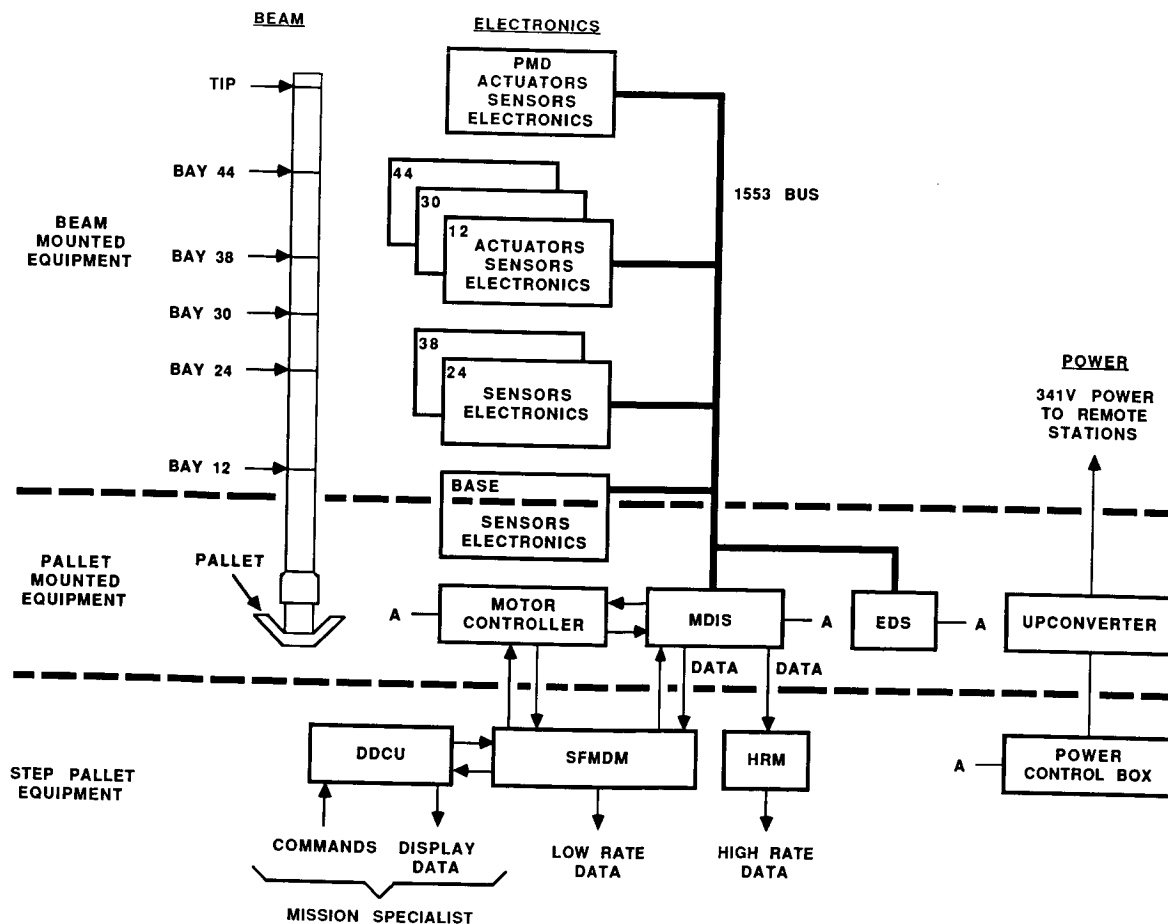 BEAM
ELECTRONICS
TIP
PMD
ACTUATORS
SENSORS
ELECTRONICS
BAY 44
44
30
12
ACTUATORS
SENSORS
ELECTRONICS
1553 BUS
BEAM
MOUNTED
EQUIPMENT
BAY 38
BAY 30
BAY 24
38
24
SENSORS
ELECTRONICS
POWER
341V POWER
TO REMOTE
STATIONS
BAY 12
BASE
SENSORS
ELECTRONICS
PALLET
MOUNTED
EQUIPMENT
PALLET
A
MOTOR
CONTROLLER
MDIS
A
EDS
A
UPCONVERTER
DATA
DATA
STEP PALLET
EQUIPMENT
DDCU
SFMDM
HRM
A
POWER
CONTROL BOX
COMMANDS
DISPLAY
DATA
LOW RATE
DATA
HIGH RATE
DATA
MISSION SPECIALIST